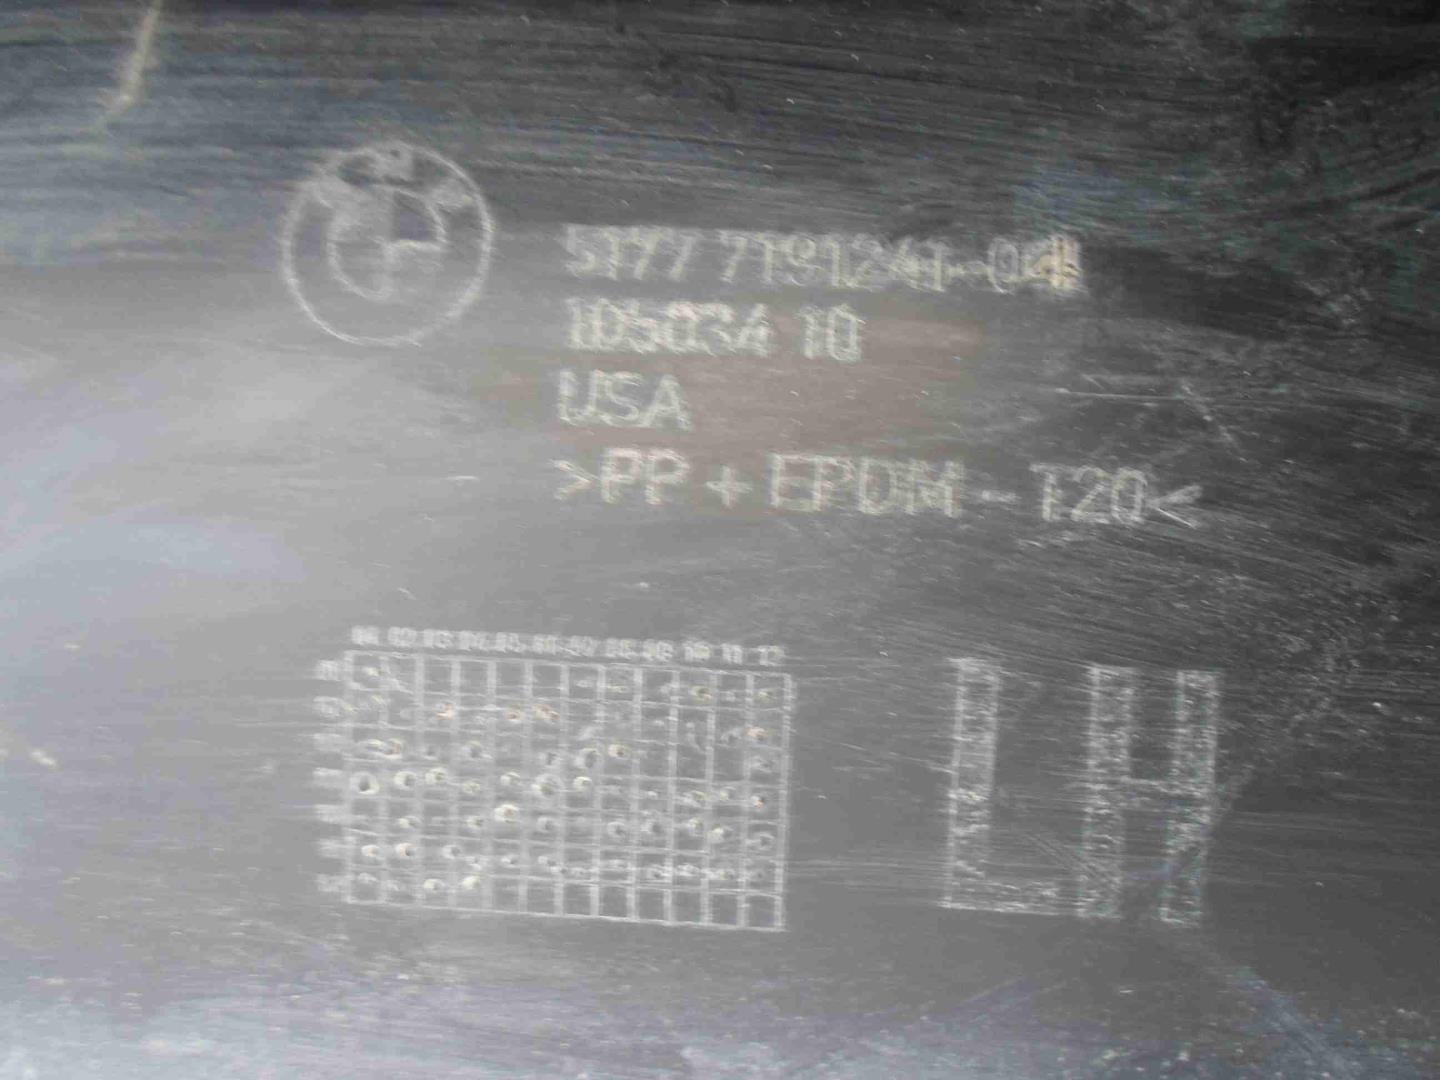 5177 7191241-04
105034 10
USA
>PP + EPDM - T20<
LH